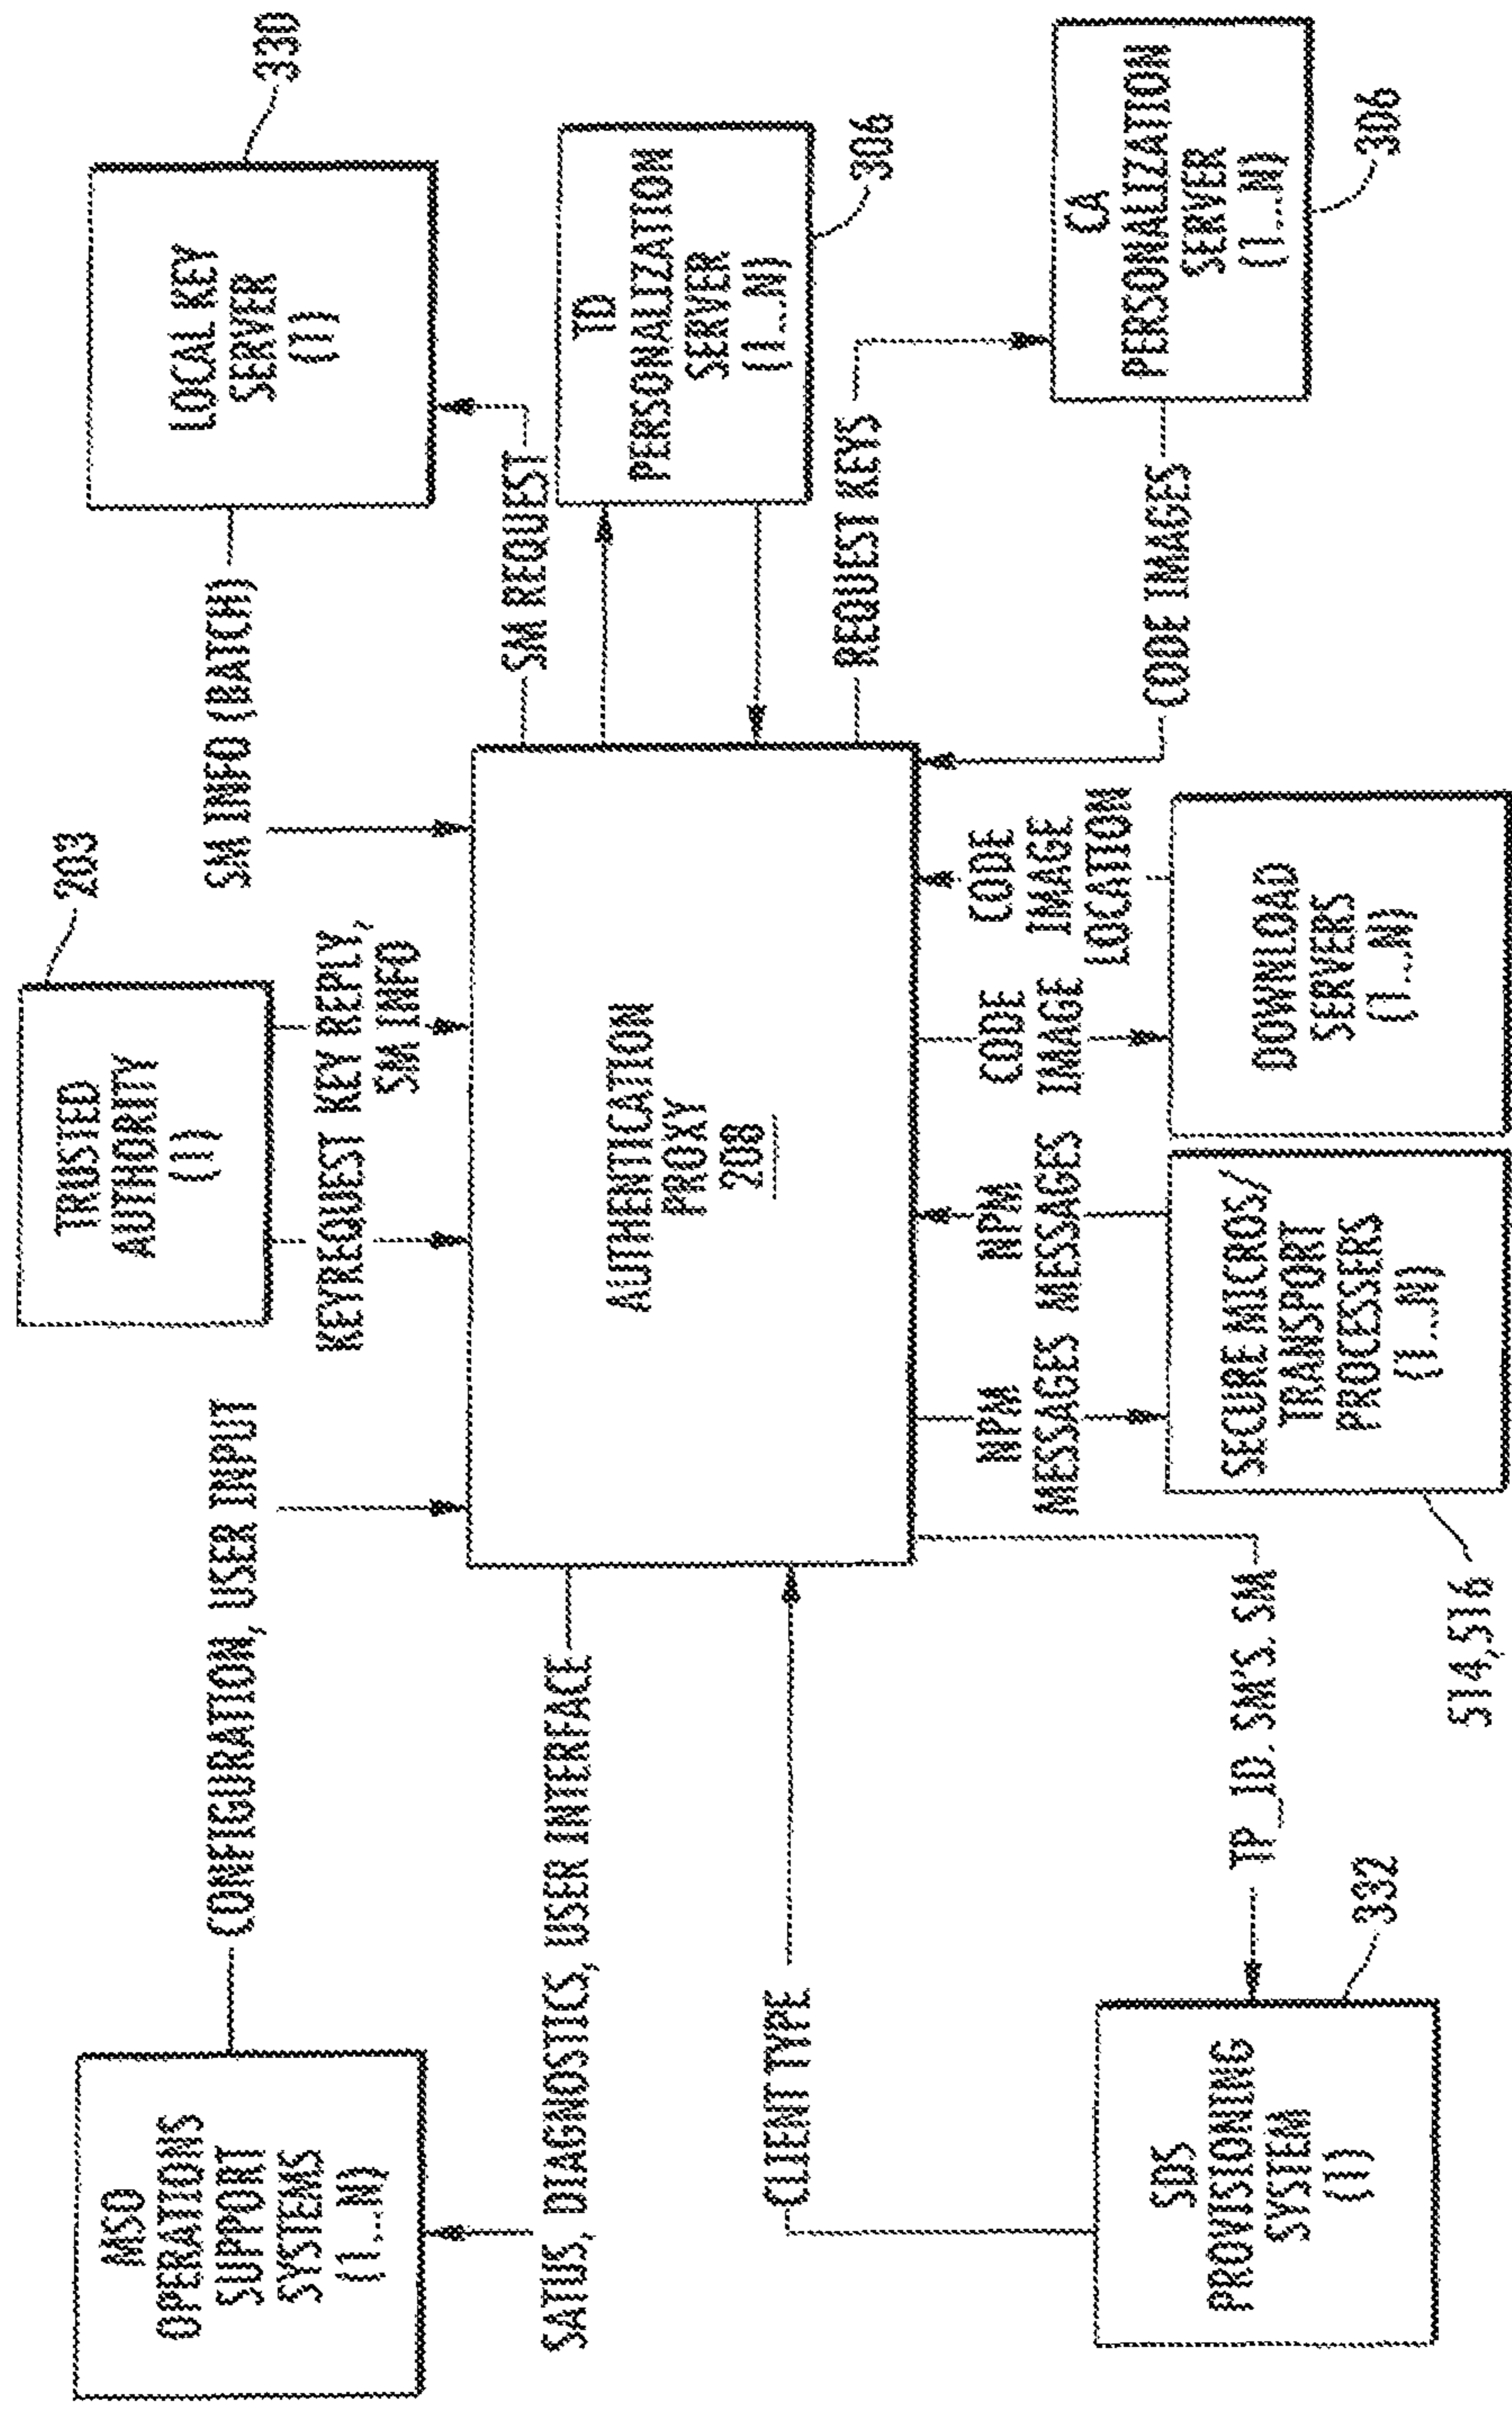 MSO
OPERATIONS
SUPPORT
SYSTEMS
(1...N)
CONFIGURATION, USER INPUT
SATUS, DIAGNOSTICS, USER INTERFACE
TRUSTED
AUTHORITY
(1)
203
KEYREQUEST
KEY REPLY,
SM INFO
LOCAL KEY
SERVER
(1)
330
SM INFO (BATCH)
SM REQUEST
AUTHENTICATION
PROXY
208
TD
PERSONALIZATION
SERVER
(1...N)
306
REQUEST KEYS
CA
PERSONALIZATION
SERVER
(1...N)
306
CODE IMAGES
CLIENT TYPE
SDS
PROVISIONING
SYSTEM
(1)
332
TP_ID, SM'S, SM
NPM
MESSAGES
NPM
MESSAGES
CODE
IMAGE
CODE
IMAGE
LOCATION
SECURE MICROS/
TRANSPORT
PROCESSERS
(1...N)
514,516
DOWNLOAD
SERVERS
(1...N)